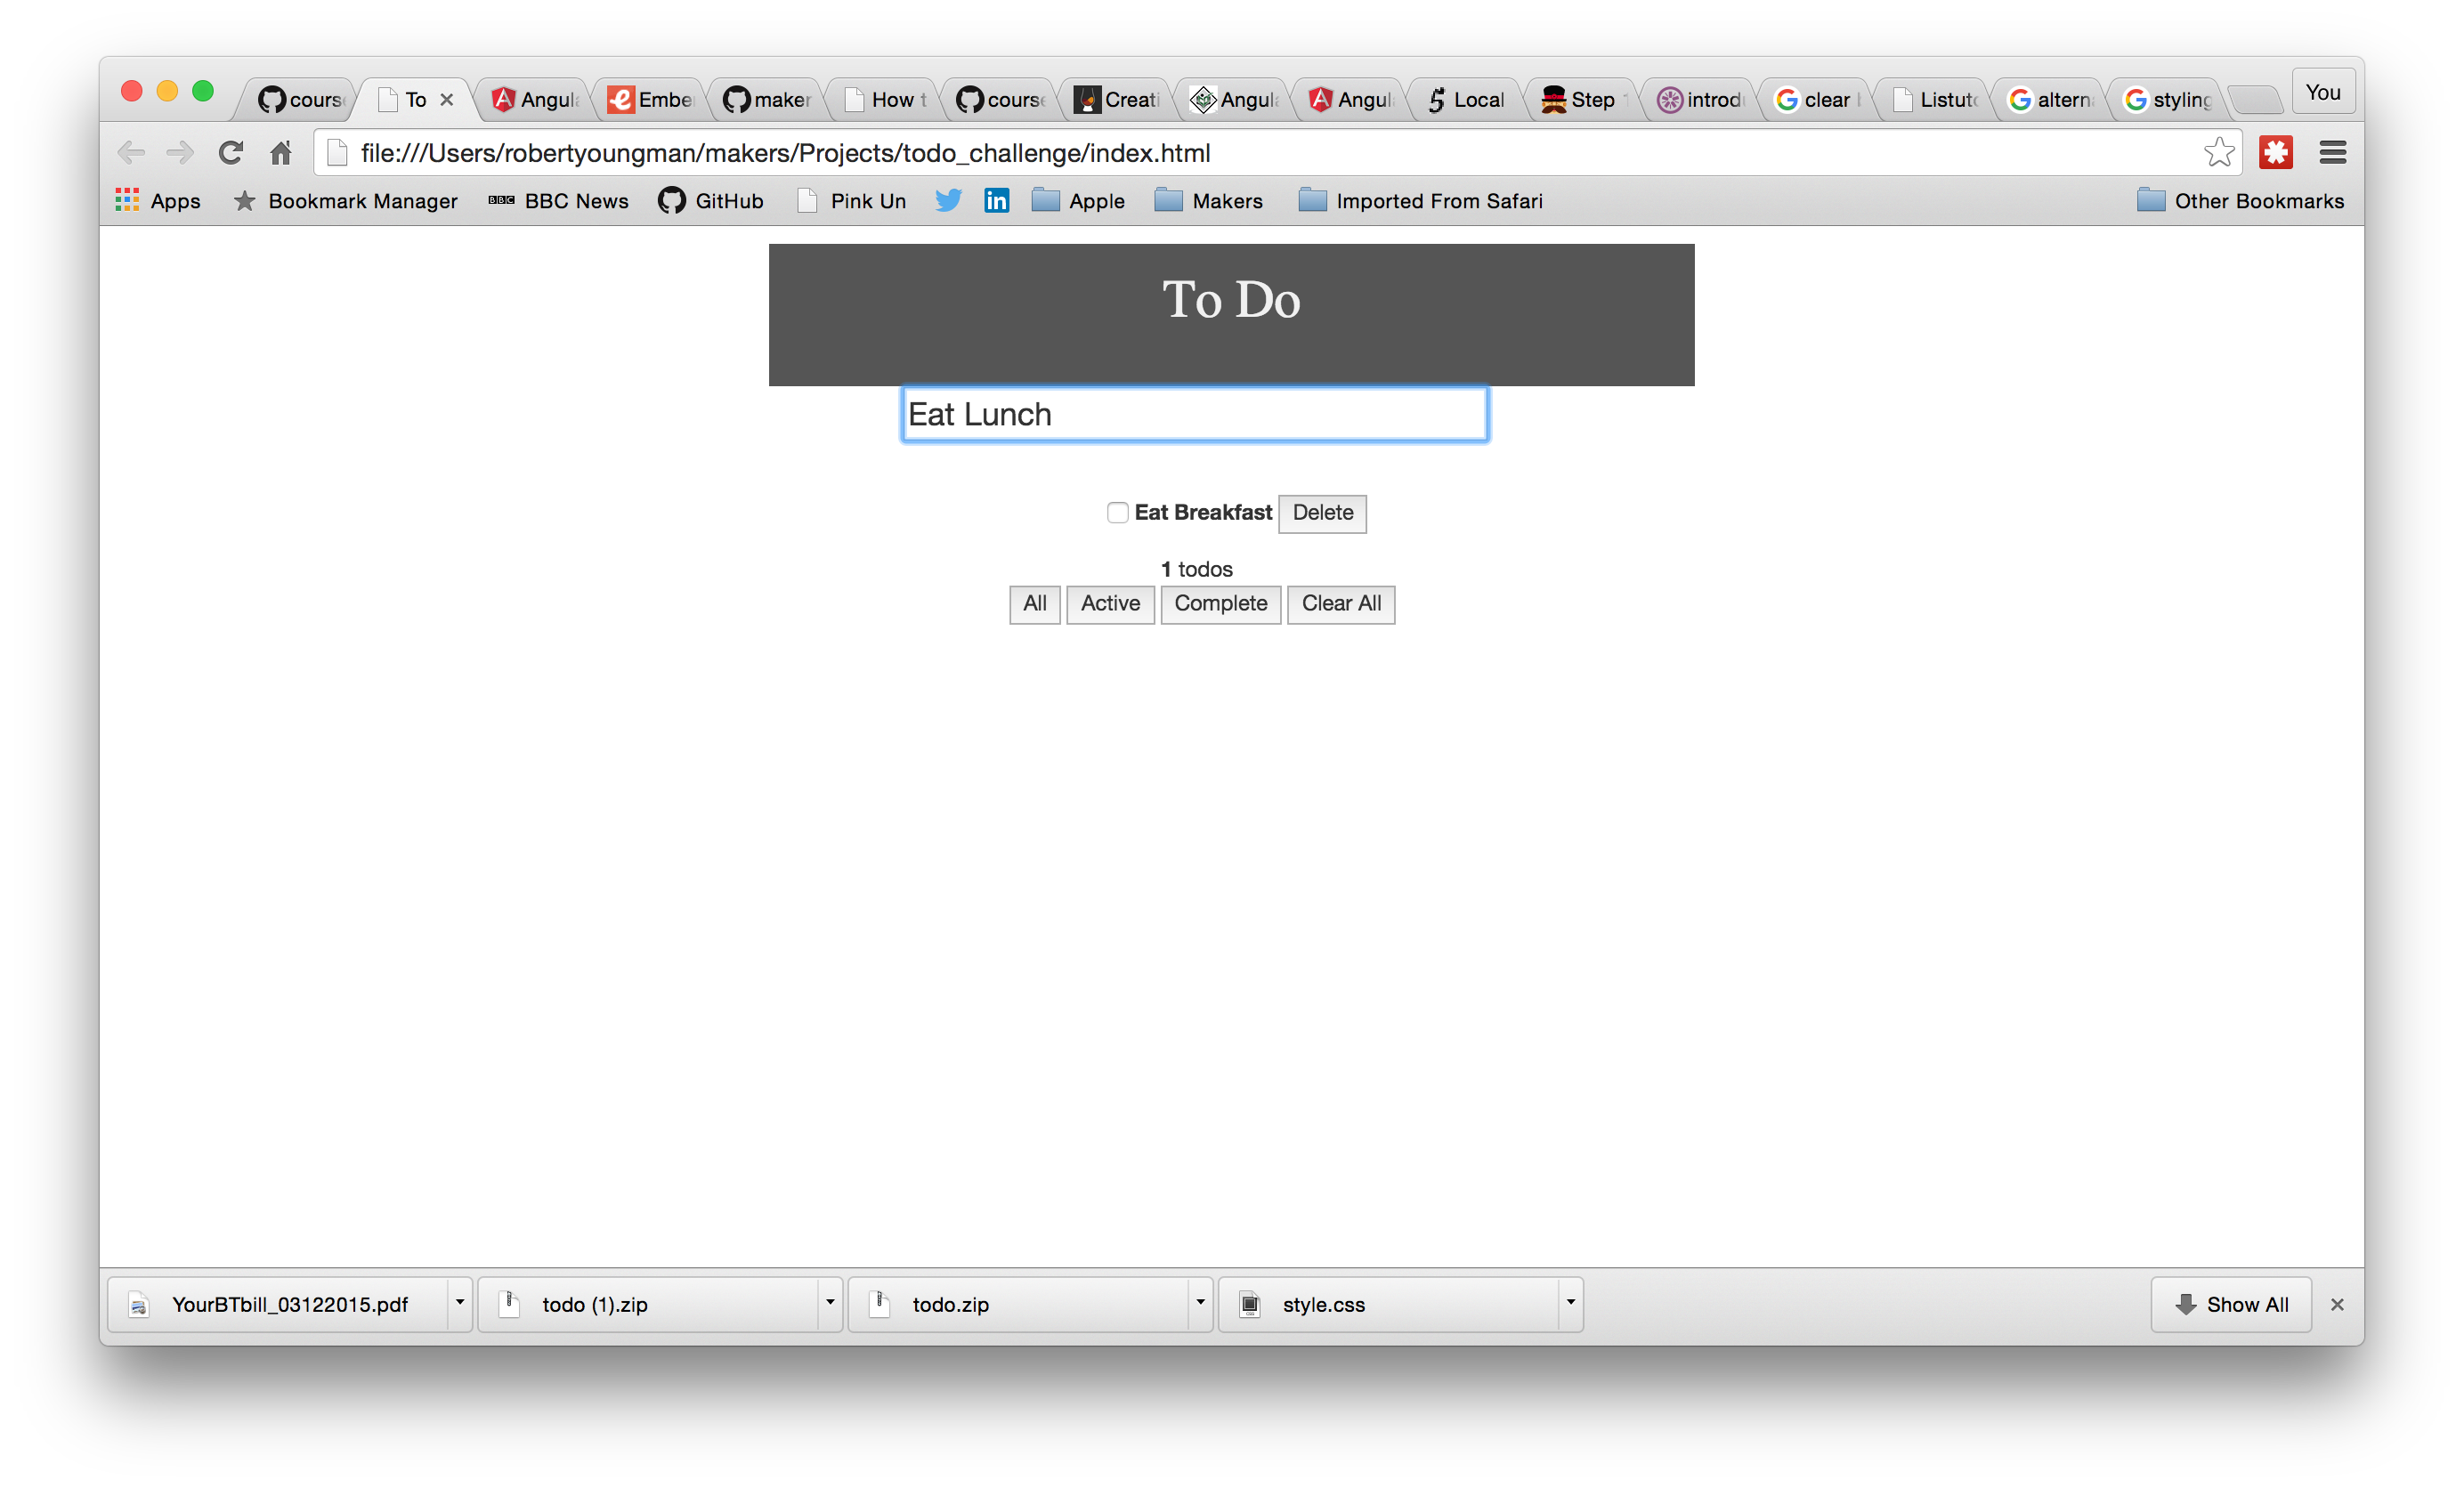 cours To Angul Embe maker How t cours Creati Angul Angul Local Step introd clear Listut altern styling You
file:///Users/robertyoungman/makers/Projects/todo_challenge/index.html
Apps Bookmark Manager BBC BBC News GitHub Pink Un in Apple Makers Imported From Safari Other Bookmarks
To Do
Eat Lunch
Eat Breakfast Delete
1 todos
All Active Complete Clear All
YourBTbill_03122015.pdf todo (1).zip todo.zip style.css Show All